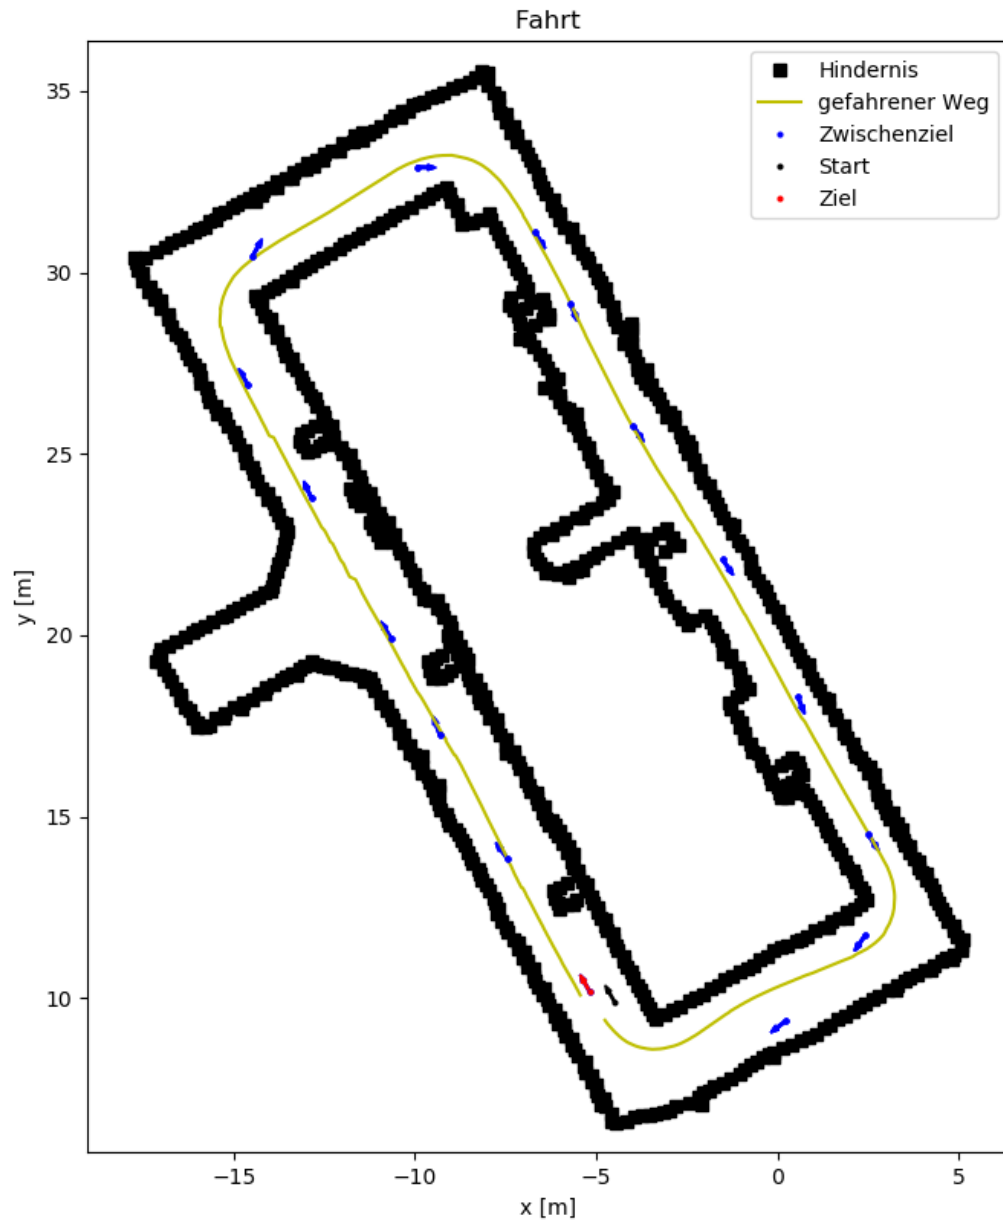 Fahrt
Hindernis
gefahrener Weg
Zwischenziel
Start
Ziel
35
30
25
20
15
10
y [m]
−15
−10
−5
0
5
x [m]